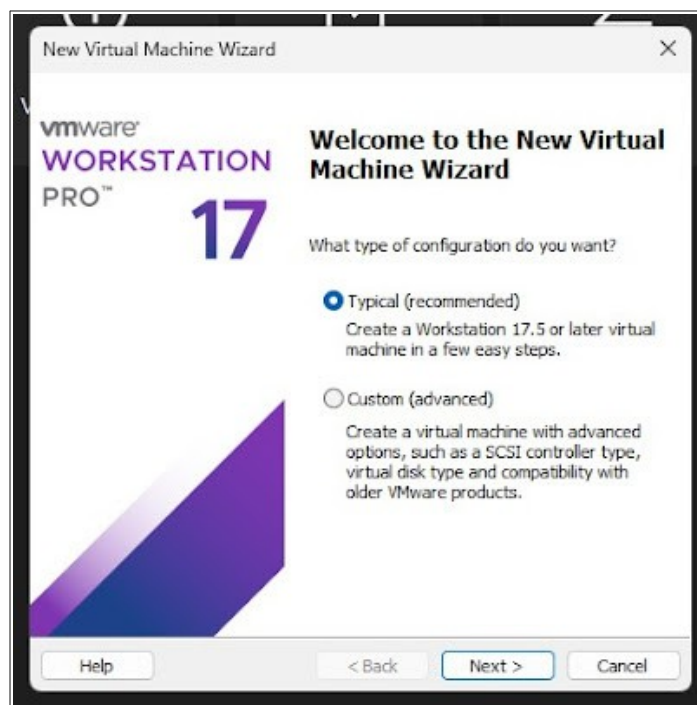 New Virtual Machine Wizard
vmware
WORKSTATION
PRO™
17
Welcome to the New Virtual
Machine Wizard
What type of configuration do you want?
Typical (recommended)
Create a Workstation 17.5 or later virtual
machine in a few easy steps.
Custom (advanced)
Create a virtual machine with advanced
options, such as a SCSI controller type,
virtual disk type and compatibility with
older VMware products.
Help
< Back
Next >
Cancel